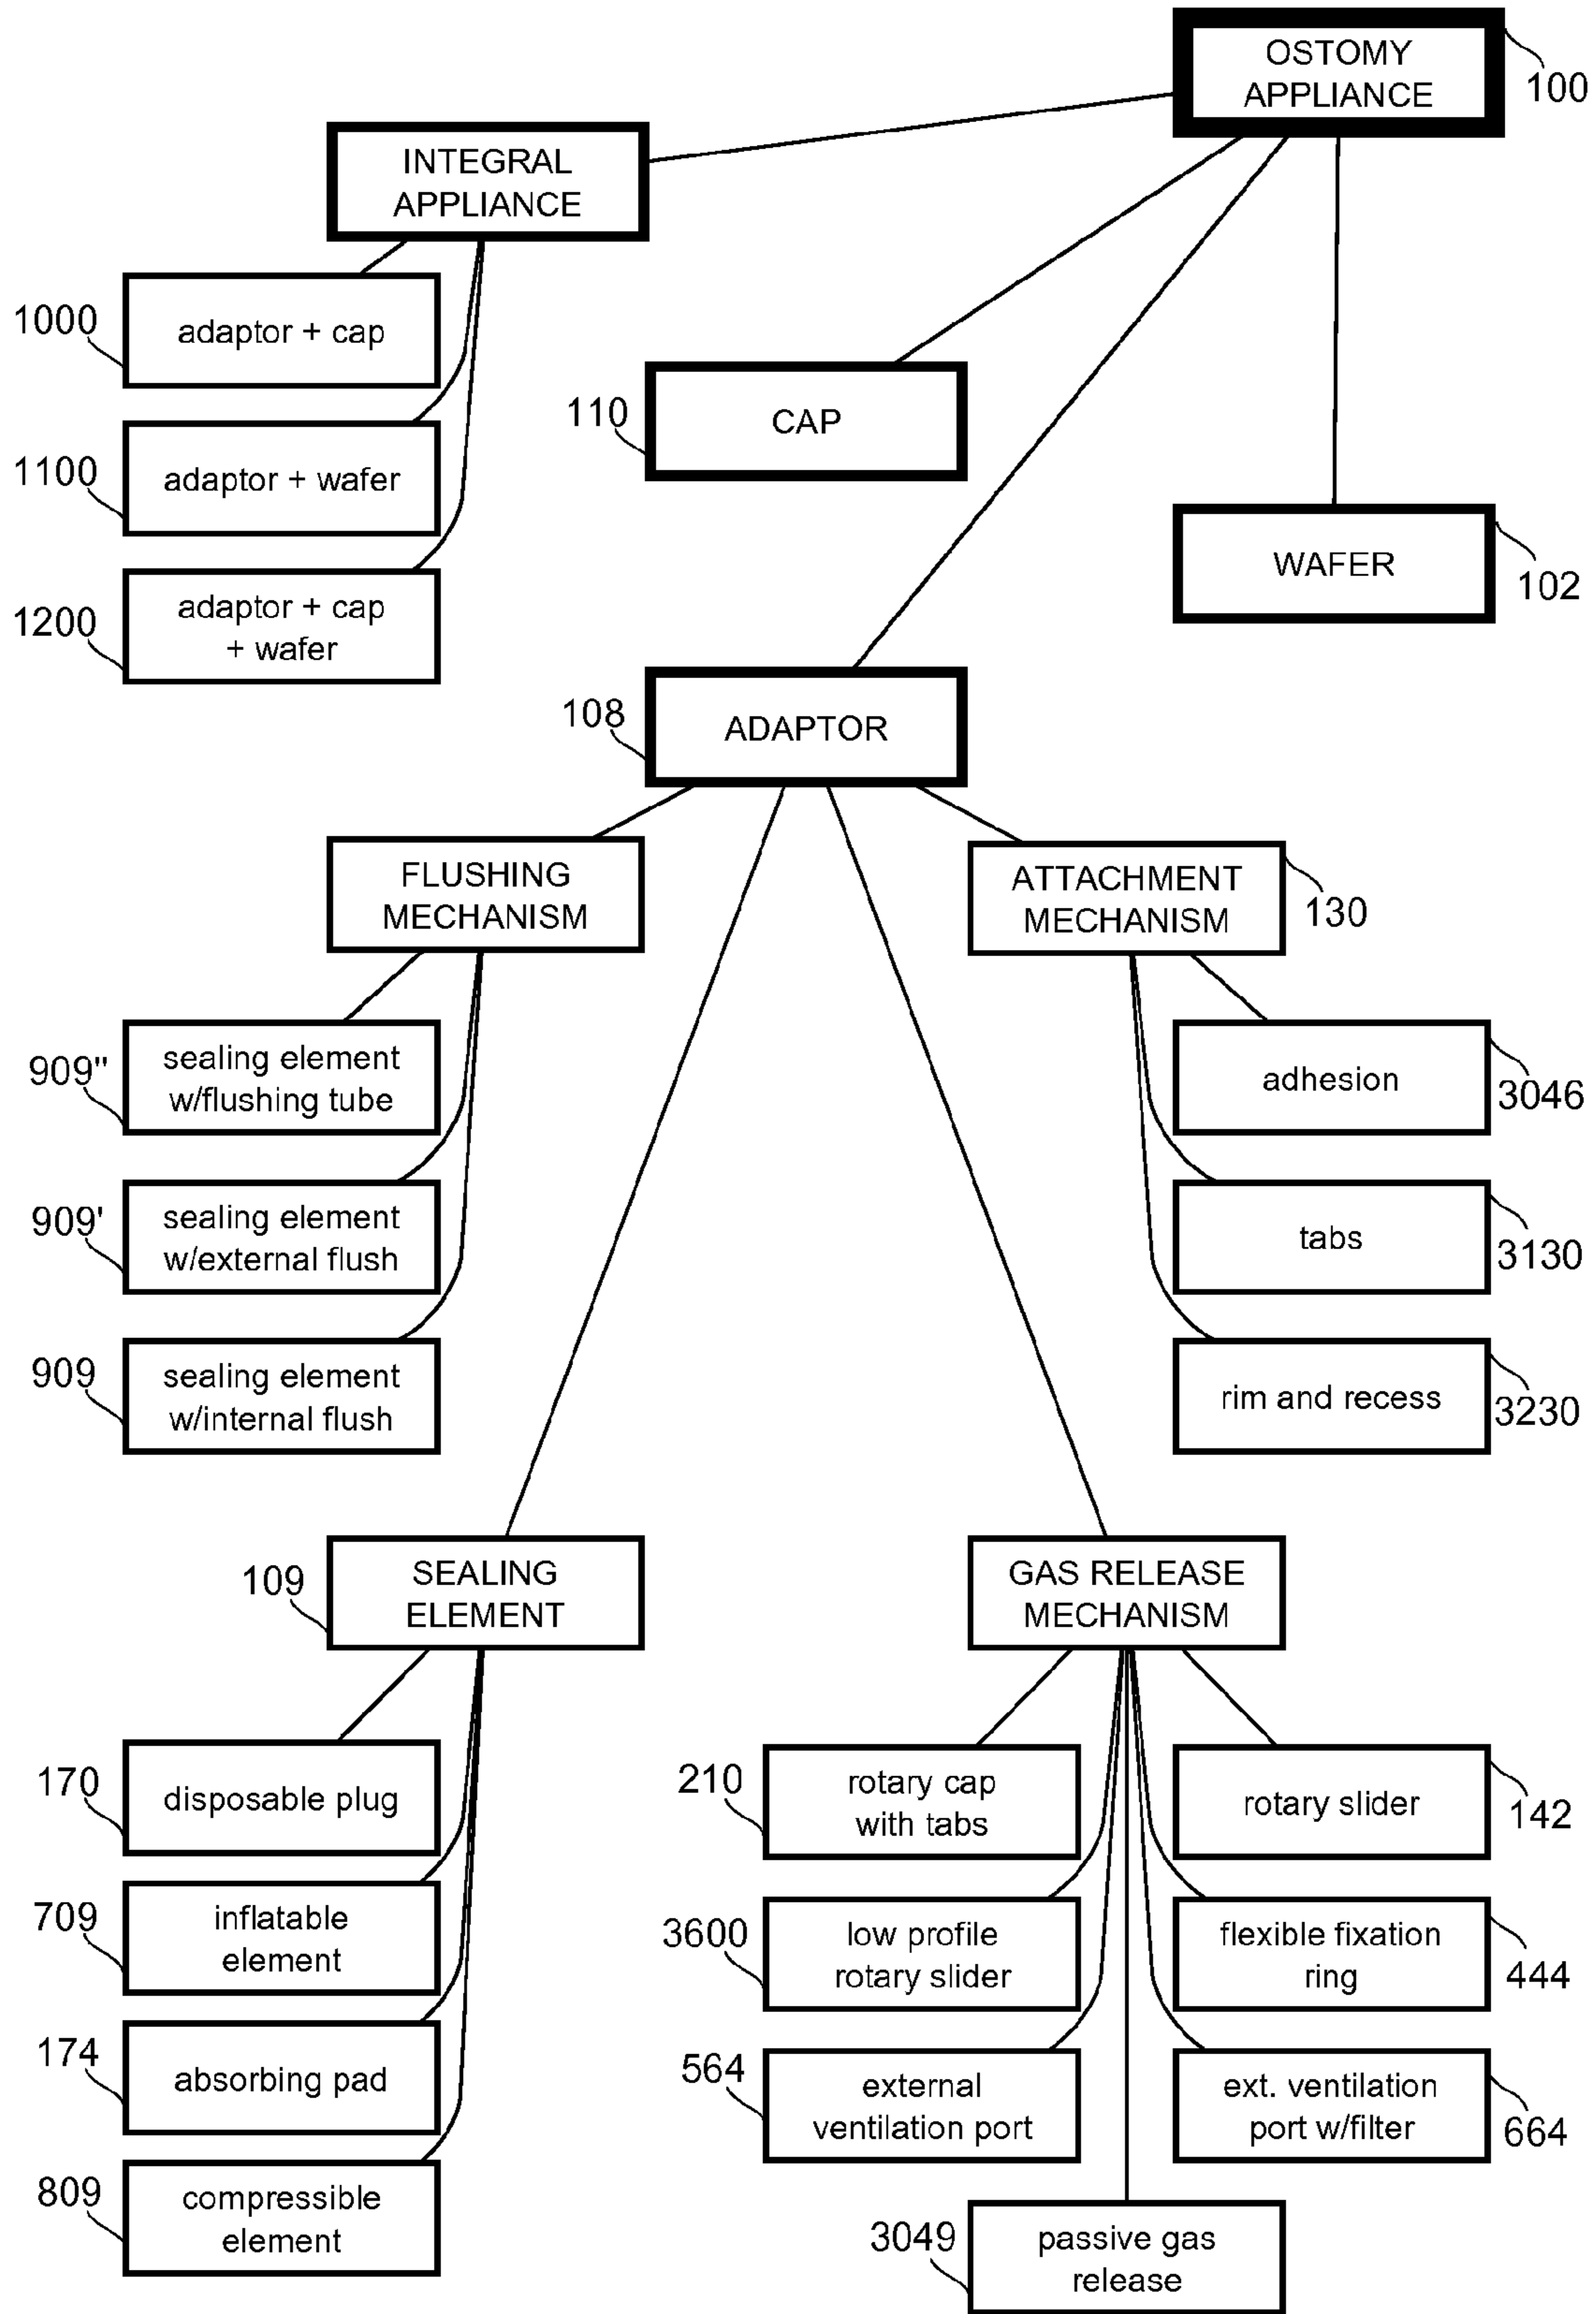 OSTOMY
APPLIANCE
100
INTEGRAL
APPLIANCE
1000
adaptor + cap
1100
adaptor + wafer
1200
adaptor + cap
+ wafer
110
CAP
WAFER
102
108
ADAPTOR
FLUSHING
MECHANISM
ATTACHMENT
MECHANISM
130
909"
sealing element
w/flushing tube
909'
sealing element
w/external flush
909
sealing element
w/internal flush
adhesion
3046
tabs
3130
rim and recess
3230
109
SEALING
ELEMENT
GAS RELEASE
MECHANISM
170
disposable plug
709
inflatable
element
174
absorbing pad
809
compressible
element
210
rotary cap
with tabs
rotary slider
142
3600
low profile
rotary slider
flexible fixation
ring
444
564
external
ventilation port
ext. ventilation
port w/filter
664
3049
passive gas
release